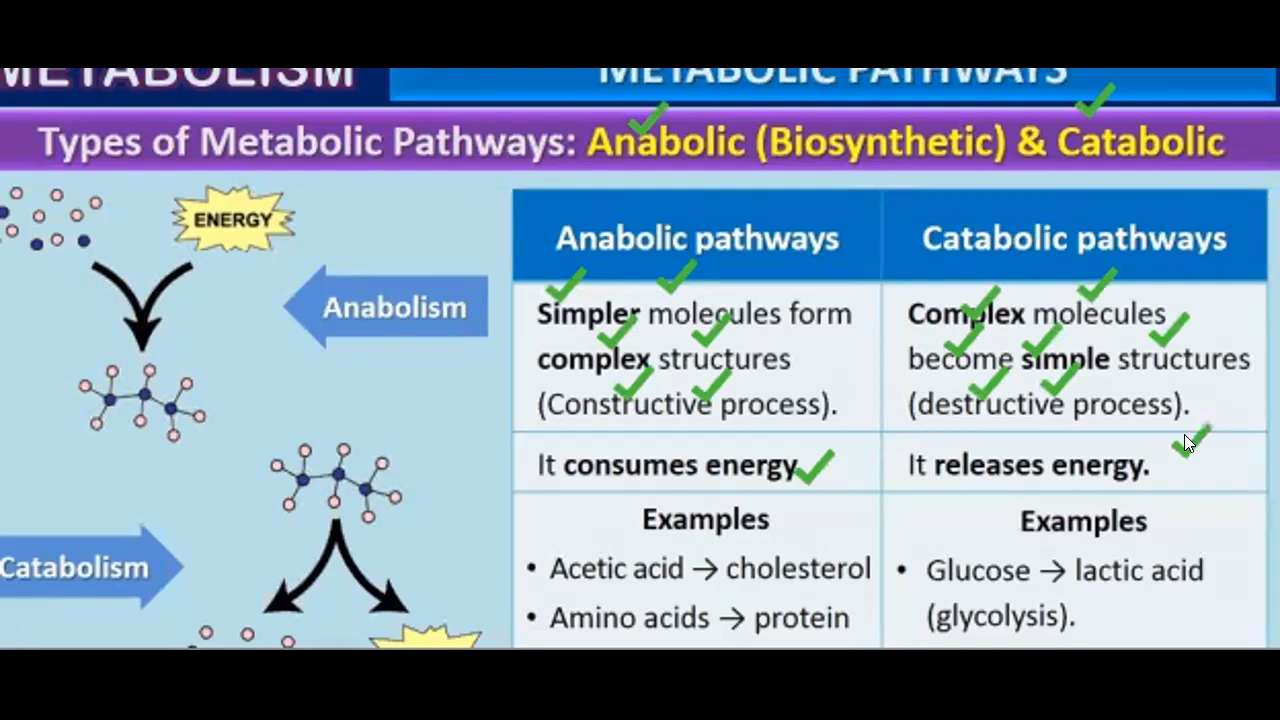 METABOLISM
METABOLIC PATHWAYS
Types of Metabolic Pathways: Anabolic (Biosynthetic) & Catabolic
ENERGY
Anabolism
Catabolism
Anabolic pathways
Catabolic pathways
Simpler molecules form
complex structures
(Constructive process).
Complex molecules
become simple structures
(destructive process).
It consumes energy
It releases energy.
Examples
• Acetic acid → cholesterol
• Amino acids → protein
Examples
• Glucose → lactic acid
(glycolysis).